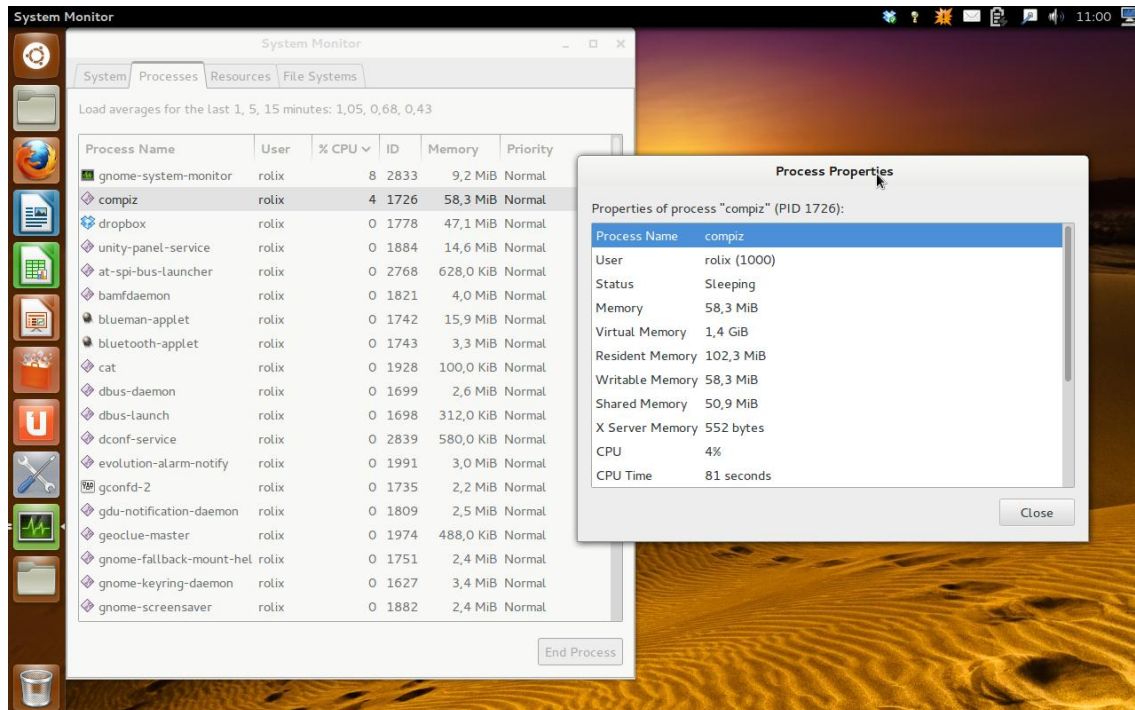 System Monitor
11:00
System Monitor
System Processes Resources File Systems
Load averages for the last 1, 5, 15 minutes: 1,05, 0,68, 0,43
Process Name User % CPU ID Memory Priority
gnome-system-monitor rolix 8 2833 9,2 MiB Normal
compiz rolix 4 1726 58,3 MiB Normal
dropbox rolix 0 1778 47,1 MiB Normal
unity-panel-service rolix 0 1884 14,6 MiB Normal
at-spi-bus-launcher rolix 0 2768 628,0 KiB Normal
bamfdaemon rolix 0 1821 4,0 MiB Normal
blueman-applet rolix 0 1742 15,9 MiB Normal
bluetooth-applet rolix 0 1743 3,3 MiB Normal
cat rolix 0 1928 100,0 KiB Normal
dbus-daemon rolix 0 1699 2,6 MiB Normal
dbus-launch rolix 0 1698 312,0 KiB Normal
dconf-service rolix 0 2839 580,0 KiB Normal
evolution-alarm-notify rolix 0 1991 3,0 MiB Normal
gconfd-2 rolix 0 1735 2,2 MiB Normal
gdu-notification-daemon rolix 0 1809 2,5 MiB Normal
geoclue-master rolix 0 1974 488,0 KiB Normal
gnome-fallback-mount-hel rolix 0 1751 2,4 MiB Normal
gnome-keyring-daemon rolix 0 1627 3,4 MiB Normal
gnome-screensaver rolix 0 1882 2,4 MiB Normal
End Process
Process Properties
Properties of process "compiz" (PID 1726):
Process Name compiz
User rolix (1000)
Status Sleeping
Memory 58,3 MiB
Virtual Memory 1,4 GiB
Resident Memory 102,3 MiB
Writable Memory 58,3 MiB
Shared Memory 50,9 MiB
X Server Memory 552 bytes
CPU 4%
CPU Time 81 seconds
Close